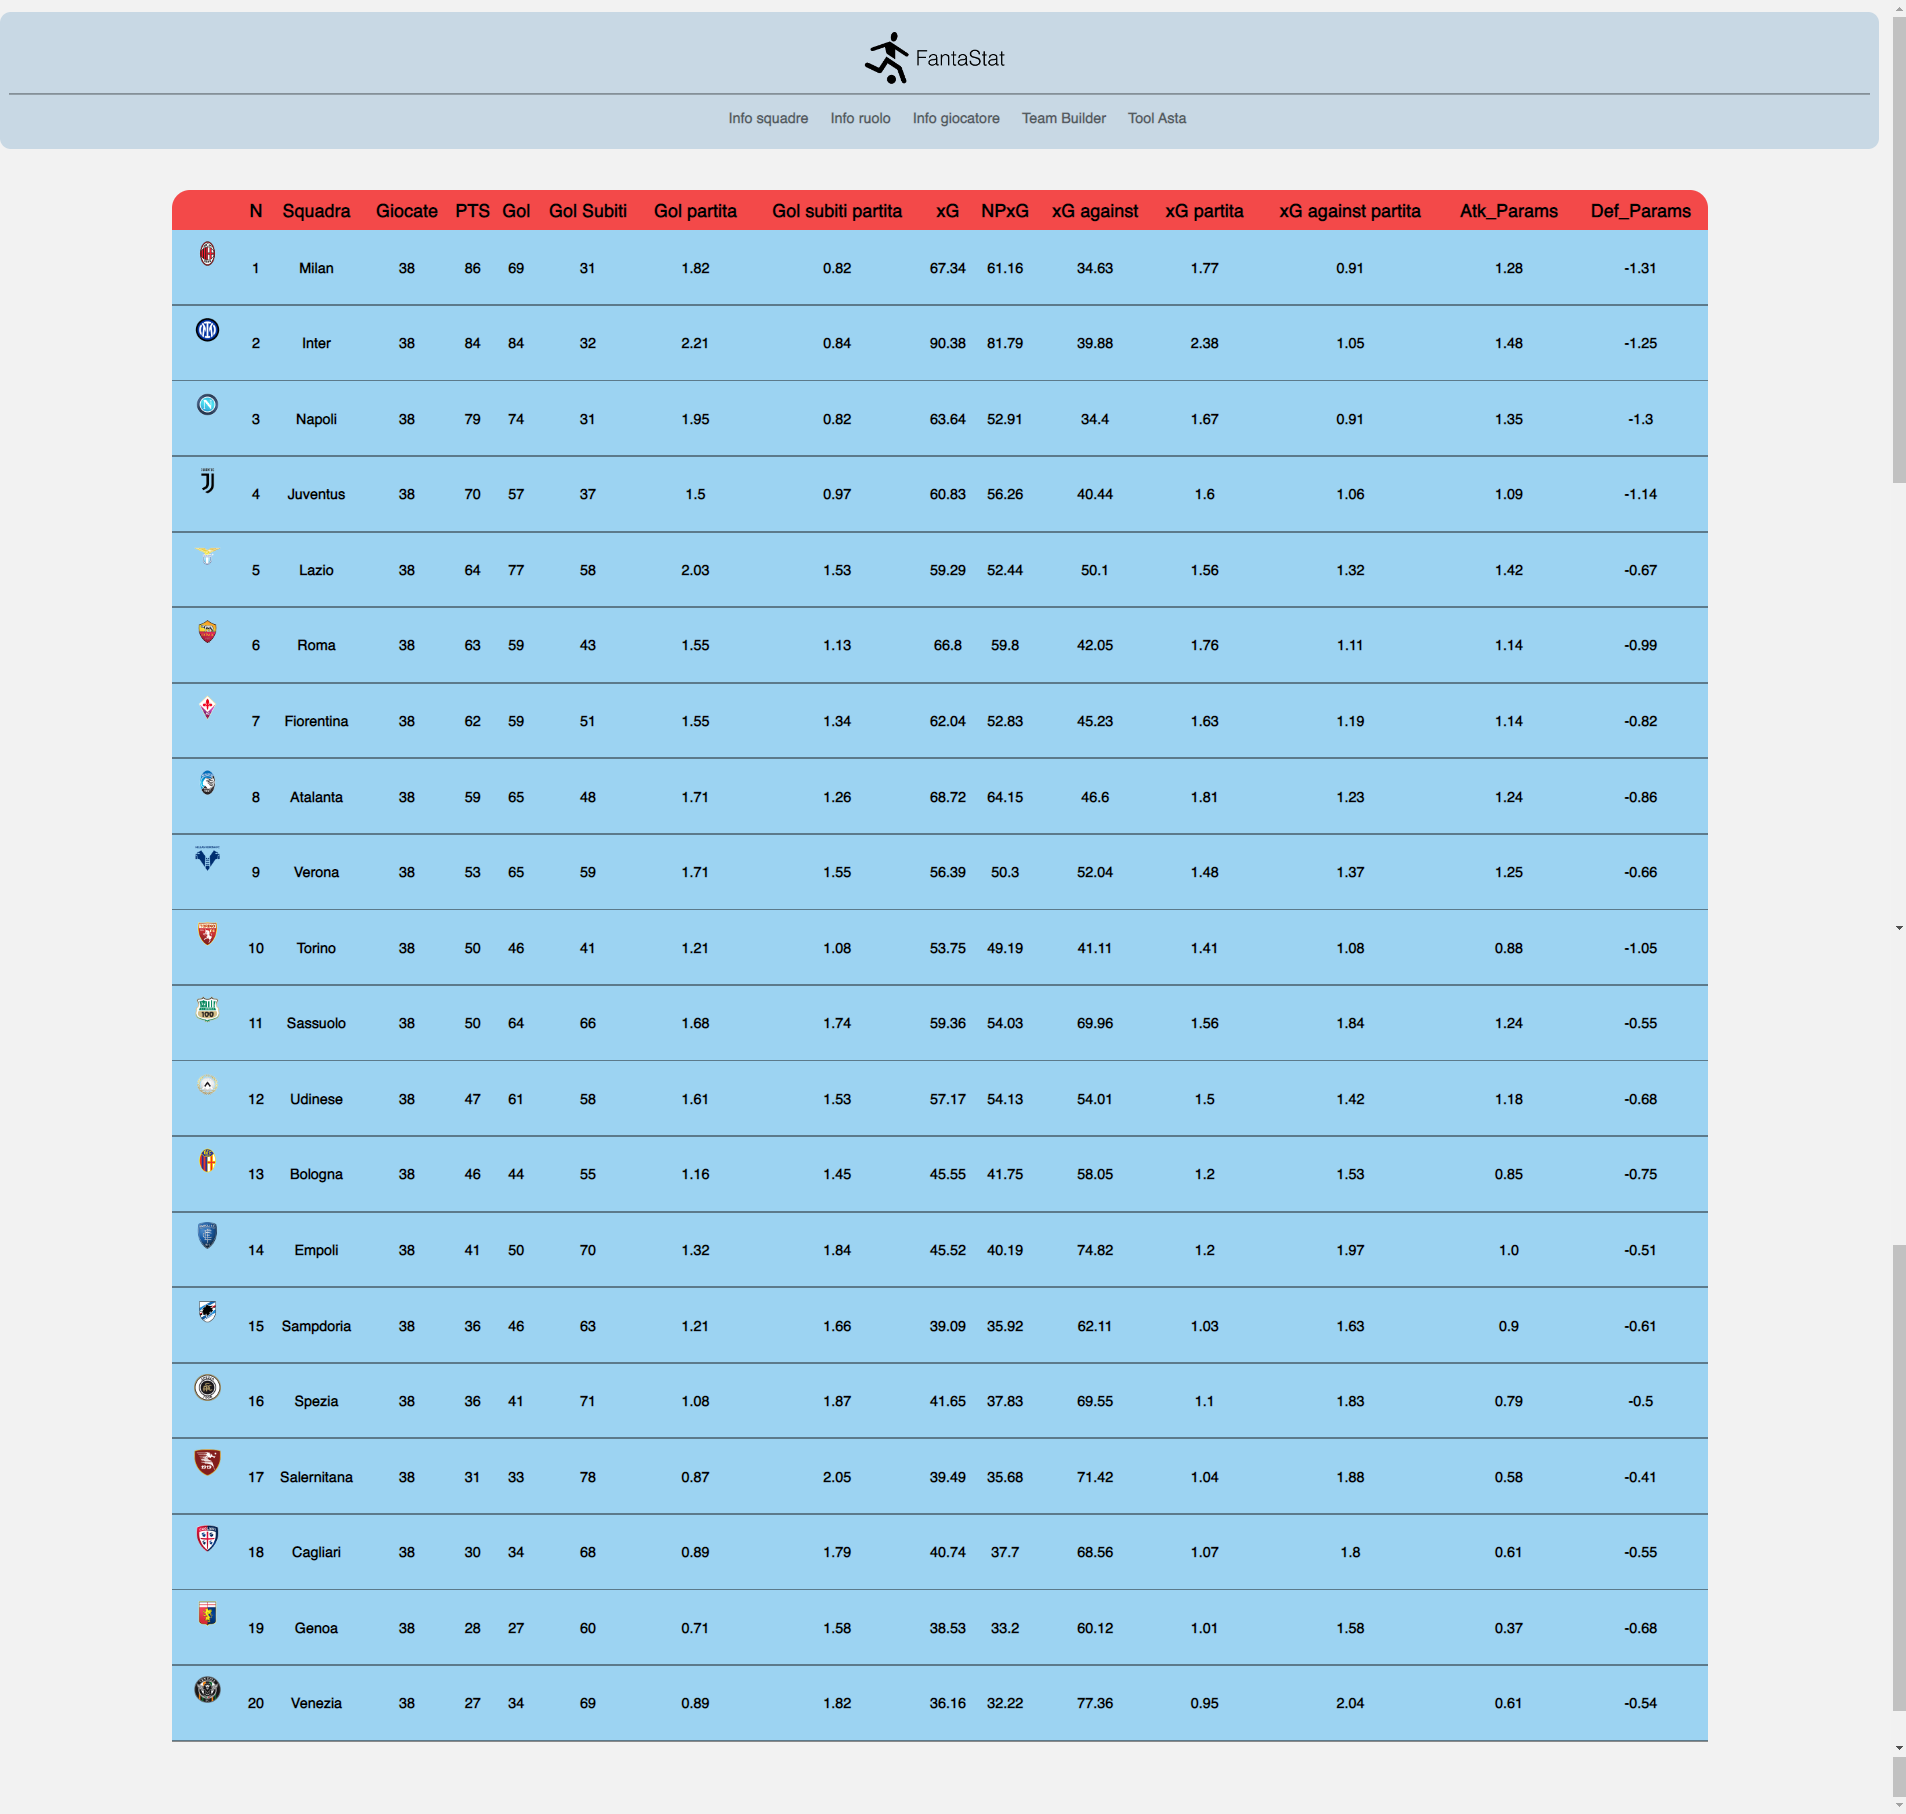 FantaStat
Info squadre Info ruolo Info giocatore Team Builder Tool Asta
N Squadra Giocate PTS Gol Gol Subiti Gol partita Gol subiti partita xG NPxG xG against xG partita xG against partita Atk_Params Def_Params
1 Milan 38 86 69 31 1.82 0.82 67.34 61.16 34.63 1.77 0.91 1.28 -1.31
2 Inter 38 84 84 32 2.21 0.84 90.38 81.79 39.88 2.38 1.05 1.48 -1.25
3 Napoli 38 79 74 31 1.95 0.82 63.64 52.91 34.4 1.67 0.91 1.35 -1.3
4 Juventus 38 70 57 37 1.5 0.97 60.83 56.26 40.44 1.6 1.06 1.09 -1.14
5 Lazio 38 64 77 58 2.03 1.53 59.29 52.44 50.1 1.56 1.32 1.42 -0.67
6 Roma 38 63 59 43 1.55 1.13 66.8 59.8 42.05 1.76 1.11 1.14 -0.99
7 Fiorentina 38 62 59 51 1.55 1.34 62.04 52.83 45.23 1.63 1.19 1.14 -0.82
8 Atalanta 38 59 65 48 1.71 1.26 68.72 64.15 46.6 1.81 1.23 1.24 -0.86
9 Verona 38 53 65 59 1.71 1.55 56.39 50.3 52.04 1.48 1.37 1.25 -0.66
10 Torino 38 50 46 41 1.21 1.08 53.75 49.19 41.11 1.41 1.08 0.88 -1.05
100
11 Sassuolo 38 50 64 66 1.68 1.74 59.36 54.03 69.96 1.56 1.84 1.24 -0.55
12 Udinese 38 47 61 58 1.61 1.53 57.17 54.13 54.01 1.5 1.42 1.18 -0.68
13 Bologna 38 46 44 55 1.16 1.45 45.55 41.75 58.05 1.2 1.53 0.85 -0.75
14 Empoli 38 41 50 70 1.32 1.84 45.52 40.19 74.82 1.2 1.97 1.0 -0.51
15 Sampdoria 38 36 46 63 1.21 1.66 39.09 35.92 62.11 1.03 1.63 0.9 -0.61
16 Spezia 38 36 41 71 1.08 1.87 41.65 37.83 69.55 1.1 1.83 0.79 -0.5
17 Salernitana 38 31 33 78 0.87 2.05 39.49 35.68 71.42 1.04 1.88 0.58 -0.41
18 Cagliari 38 30 34 68 0.89 1.79 40.74 37.7 68.56 1.07 1.8 0.61 -0.55
19 Genoa 38 28 27 60 0.71 1.58 38.53 33.2 60.12 1.01 1.58 0.37 -0.68
20 Venezia 38 27 34 69 0.89 1.82 36.16 32.22 77.36 0.95 2.04 0.61 -0.54